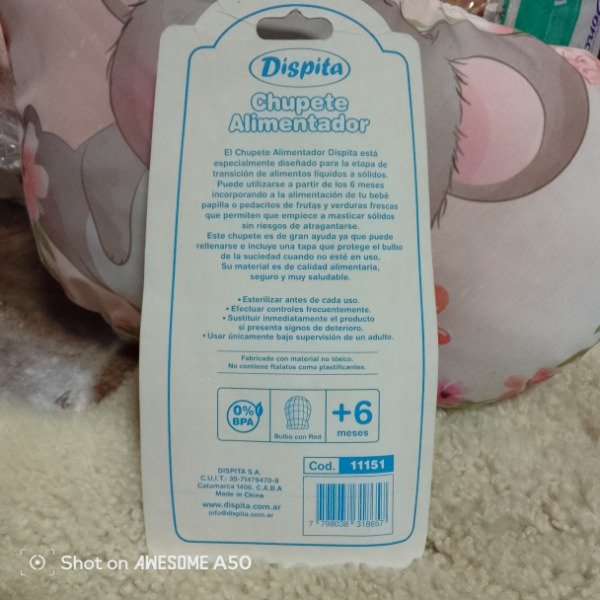 Dispita
Chupete
Alimentador
El Chupete Alimentador Dispita está
especialmente diseñado para la etapa de
transición de alimentos líquidos a sólidos.
Puede utilizarse a partir de los 6 meses
incorporando a la alimentación de tu bebé
papilla o pedacitos de frutas y verduras frescas
que permiten que empiece a masticar sólidos
sin riesgos de atragantarse.
Este chupete es de gran ayuda ya que puede
rellenarse e incluye una tapa que protege el bulbo
de la suciedad cuando no esté en uso.
Su material es de calidad alimentaria,
seguro y muy saludable.
• Esterilizar antes de cada uso.
• Efectuar controles frecuentemente.
• Sustituir inmediatamente el producto
si presenta signos de deterioro.
• Usar únicamente bajo supervisión de un adulto.
Fabricado con material no tóxico.
No contiene ftalatos como plastificantes.
0%
BPA
Bulbo con Red
+6
meses
DISPITA S.A.
C.U.I.T.: 30-71479470-8
Catamarca 1406. C.A.B.A
Made in China
www.dispita.com.ar
info@dispita.com.ar
Cod. 11151
7 798038 318657
Shot on AWESOME A50